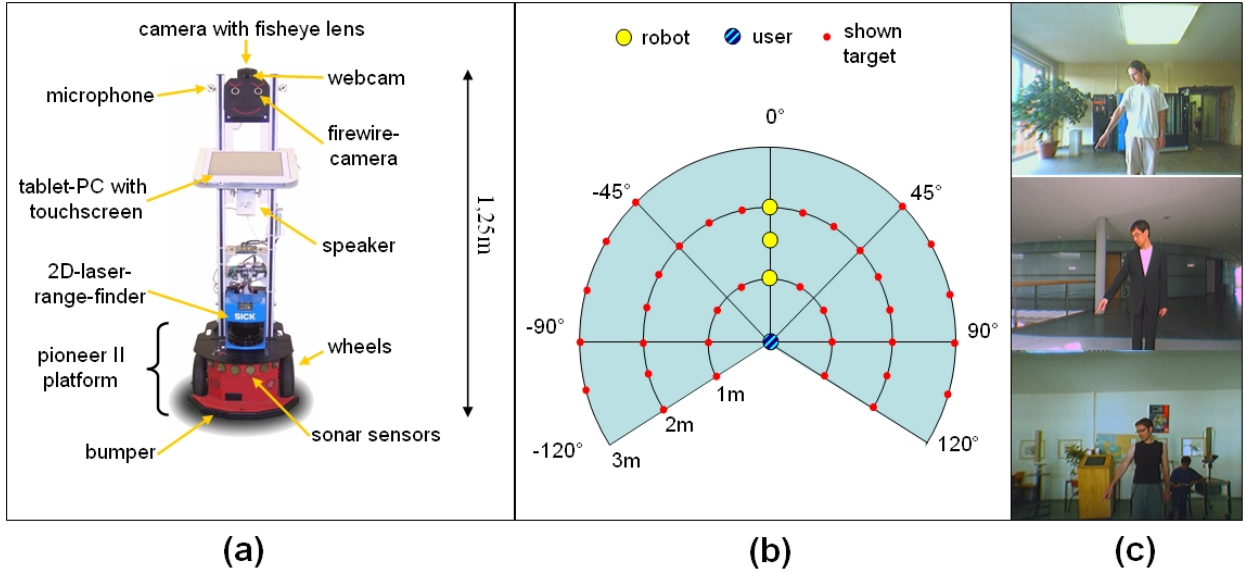 camera with fisheye lens
webcam
microphone
firewire-
camera
tablet-PC with
touchscreen
speaker
1,25m
2D-laser-
range-finder
SICK
wheels
pioneer II
platform
sonar sensors
bumper
(a)
robot
user
shown
target
0°
-45°
45°
-90°
90°
1m
2m
3m
-120°
120°
(b)
(c)